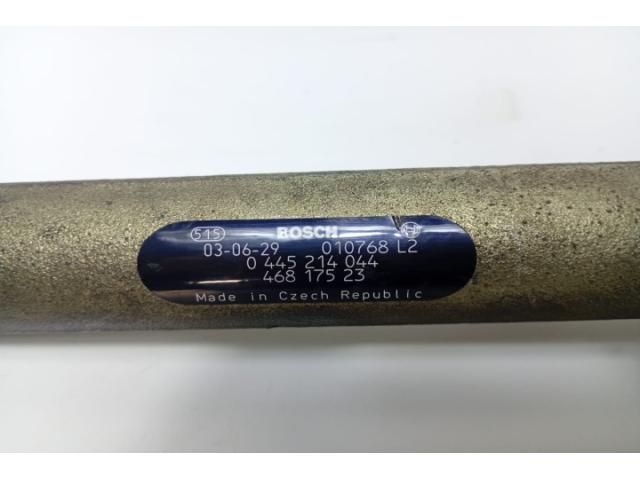 515 BOSCH
03-06-29 010768 L2
0 445 214 044
468 175 23
Made in Czech Republic